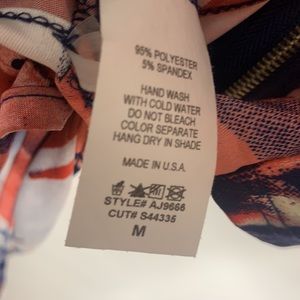 95% POLYESTER
5% SPANDEX
HAND WASH
WITH COLD WATER
DO NOT BLEACH
COLOR SEPARATE
HANG DRY IN SHADE
MADE IN U.S.A.
STYLE# AJ9666
CUT# S44335
M